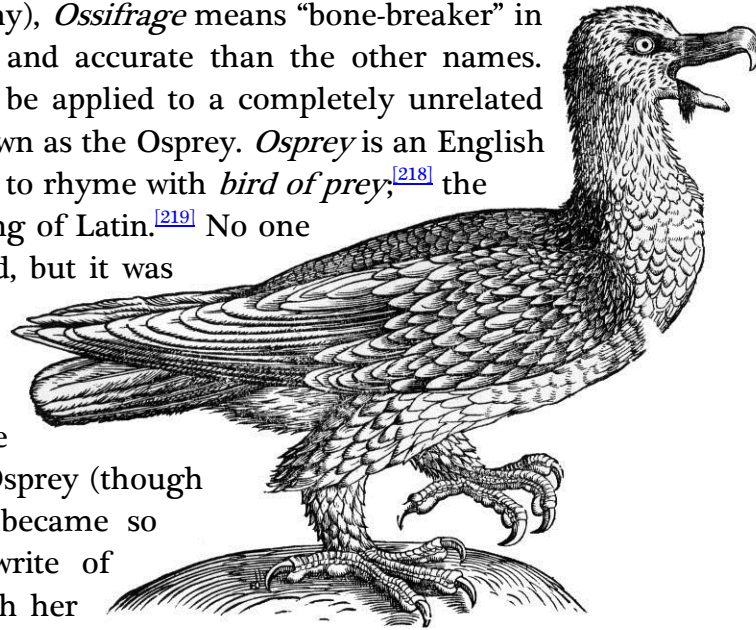 ny), Ossifrage means “bone-breaker” in
and accurate than the other names.
be applied to a completely unrelated
wn as the Osprey. Osprey is an English
to rhyme with bird of prey;[218] the
ng of Latin.[219] No one
d, but it was
e
Osprey (though
became so
write of
h her